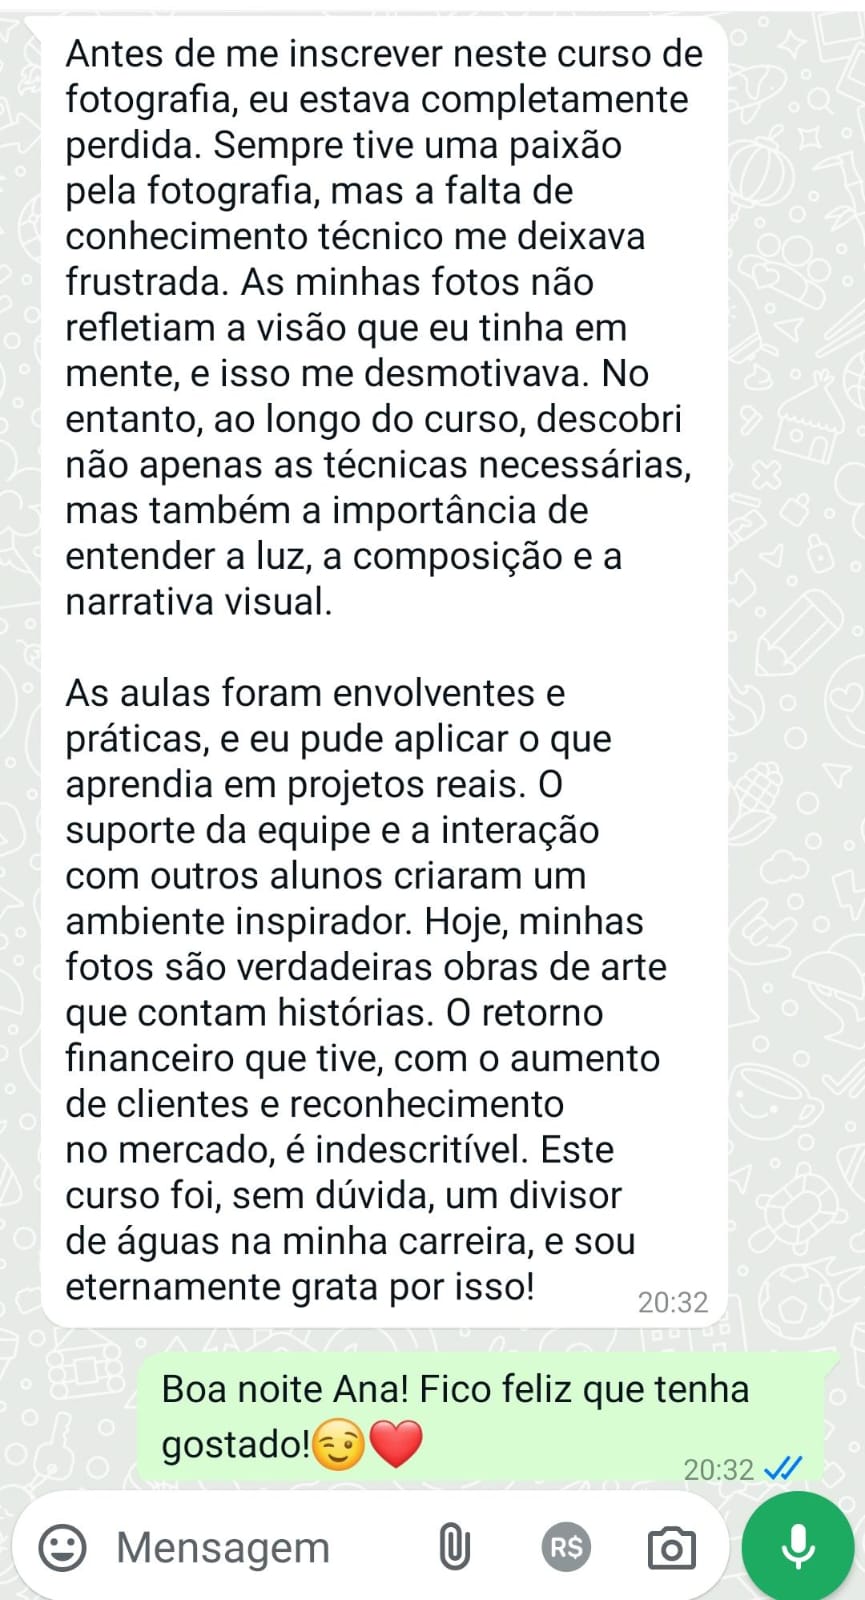 Antes de me inscrever neste curso de
fotografia, eu estava completamente
perdida. Sempre tive uma paixão
pela fotografia, mas a falta de
conhecimento técnico me deixava
frustrada. As minhas fotos não
refletiam a visão que eu tinha em
mente, e isso me desmotivava. No
entanto, ao longo do curso, descobri
não apenas as técnicas necessárias,
mas também a importância de
entender a luz, a composição e a
narrativa visual.
As aulas foram envolventes e
práticas, e eu pude aplicar o que
aprendia em projetos reais. O
suporte da equipe e a interação
com outros alunos criaram um
ambiente inspirador. Hoje, minhas
fotos são verdadeiras obras de arte
que contam histórias. O retorno
financeiro que tive, com o aumento
de clientes e reconhecimento
no mercado, é indescritível. Este
curso foi, sem dúvida, um divisor
de águas na minha carreira, e sou
eternamente grata por isso!
20:32
Boa noite Ana! Fico feliz que tenha
gostado!😉❤️
20:32
Mensagem
R$